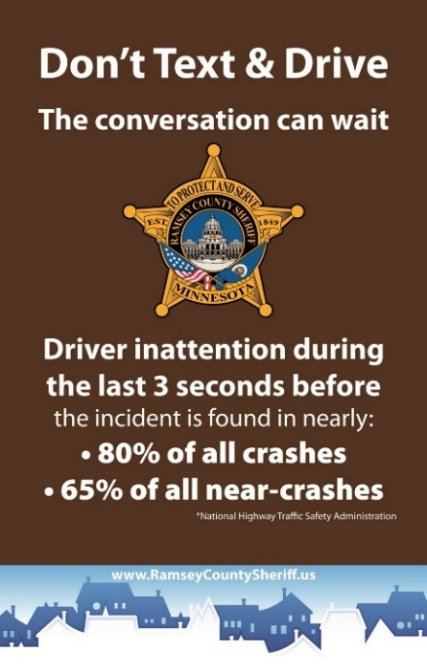 Don't Text & Drive
The conversation can wait
TO PROTECT AND SERVE
EST. 1849
RAMSEY COUNTY SHERIFF
MINNESOTA
Driver inattention during
the last 3 seconds before
the incident is found in nearly:
• 80% of all crashes
• 65% of all near-crashes
*National Highway Traffic Safety Administration
www.RamseyCountySheriff.us